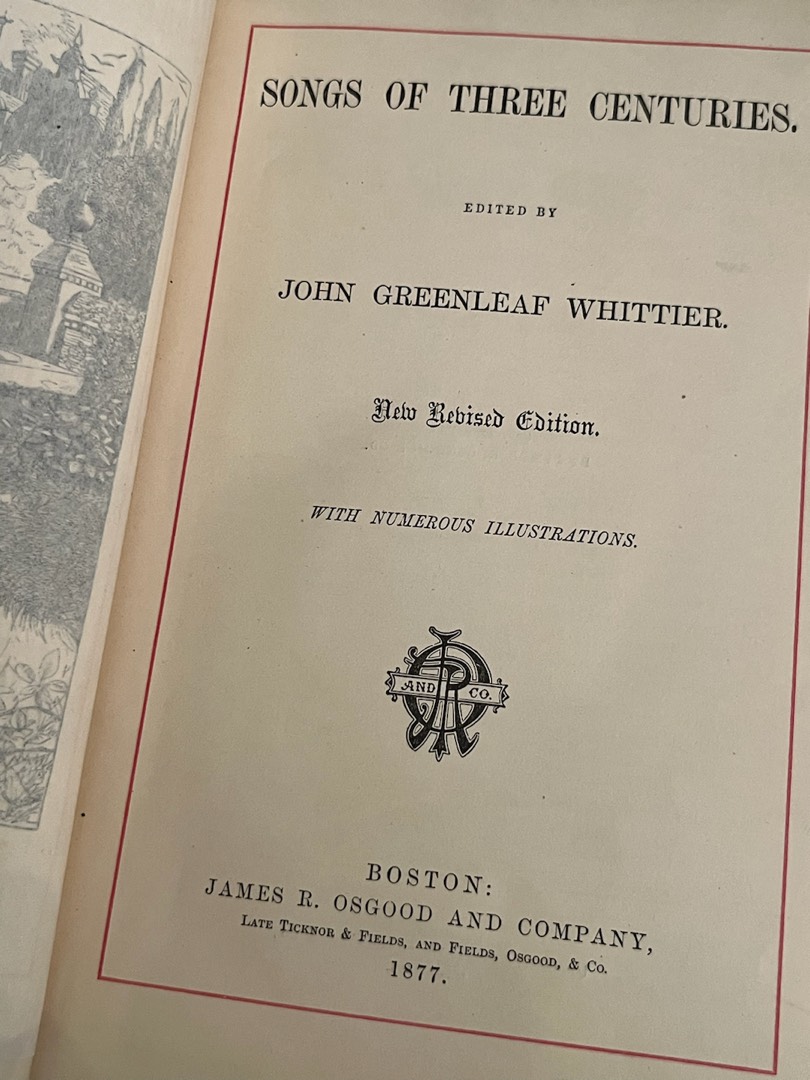 SONGS OF THREE CENTURIES.
EDITED BY
JOHN GREENLEAF WHITTIER.
New Revised Edition.
WITH NUMEROUS ILLUSTRATIONS.
JRO
AND CO.
BOSTON:
JAMES R. OSGOOD AND COMPANY,
LATE TICKNOR & FIELDS, AND FIELDS, OSGOOD, & CO.
1877.